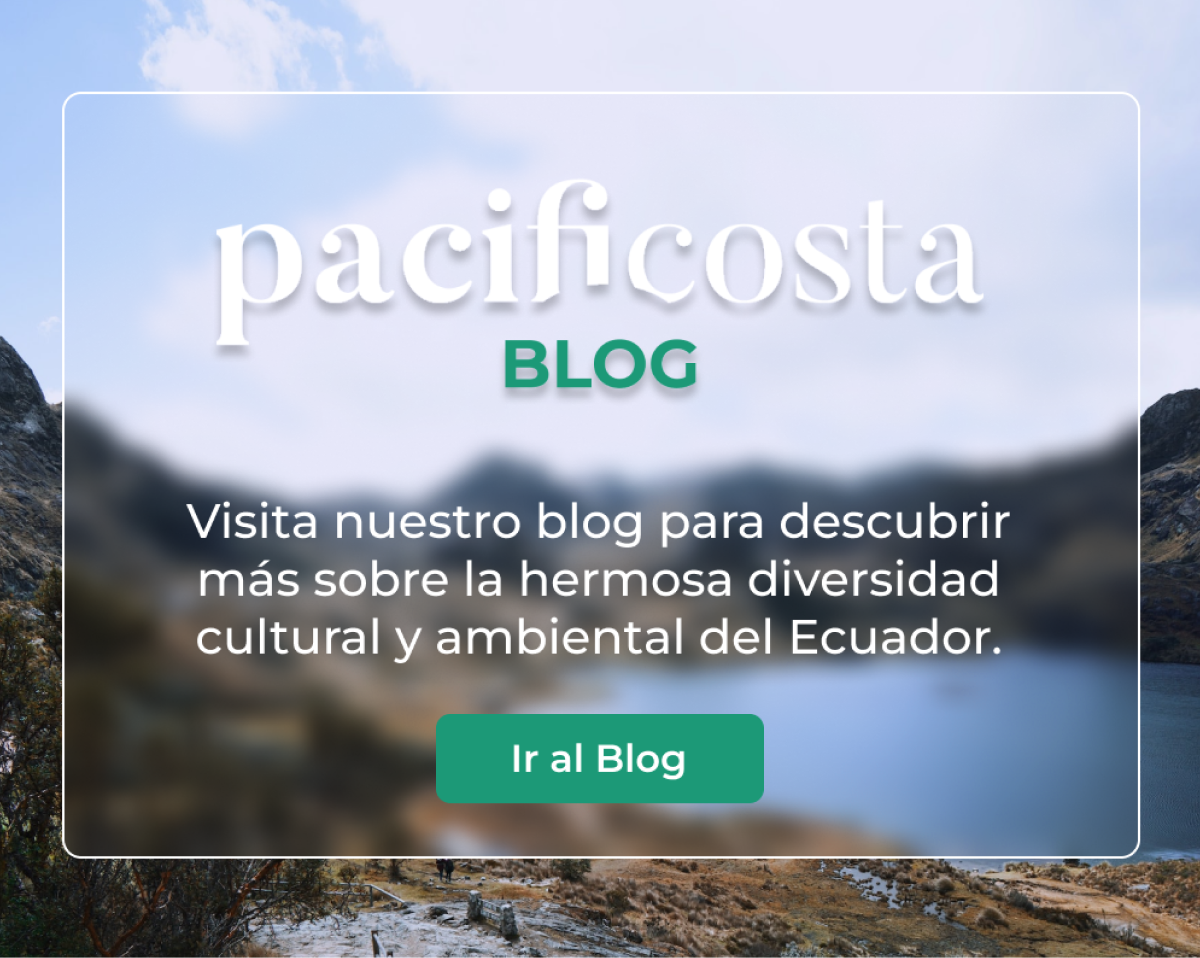 pacificosta
BLOG
Visita nuestro blog para descubrir
más sobre la hermosa diversidad
cultural y ambiental del Ecuador.
Ir al Blog